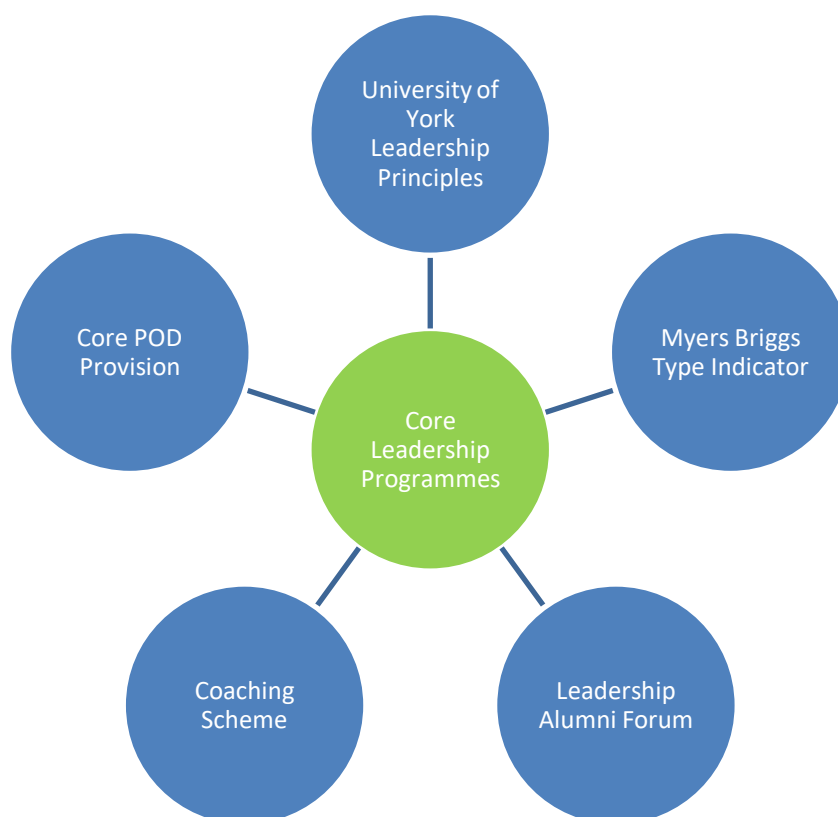 University of
York
Leadership
Principles
Core POD
Provision
Myers Briggs
Type Indicator
Core
Leadership
Programmes
Coaching
Scheme
Leadership
Alumni Forum